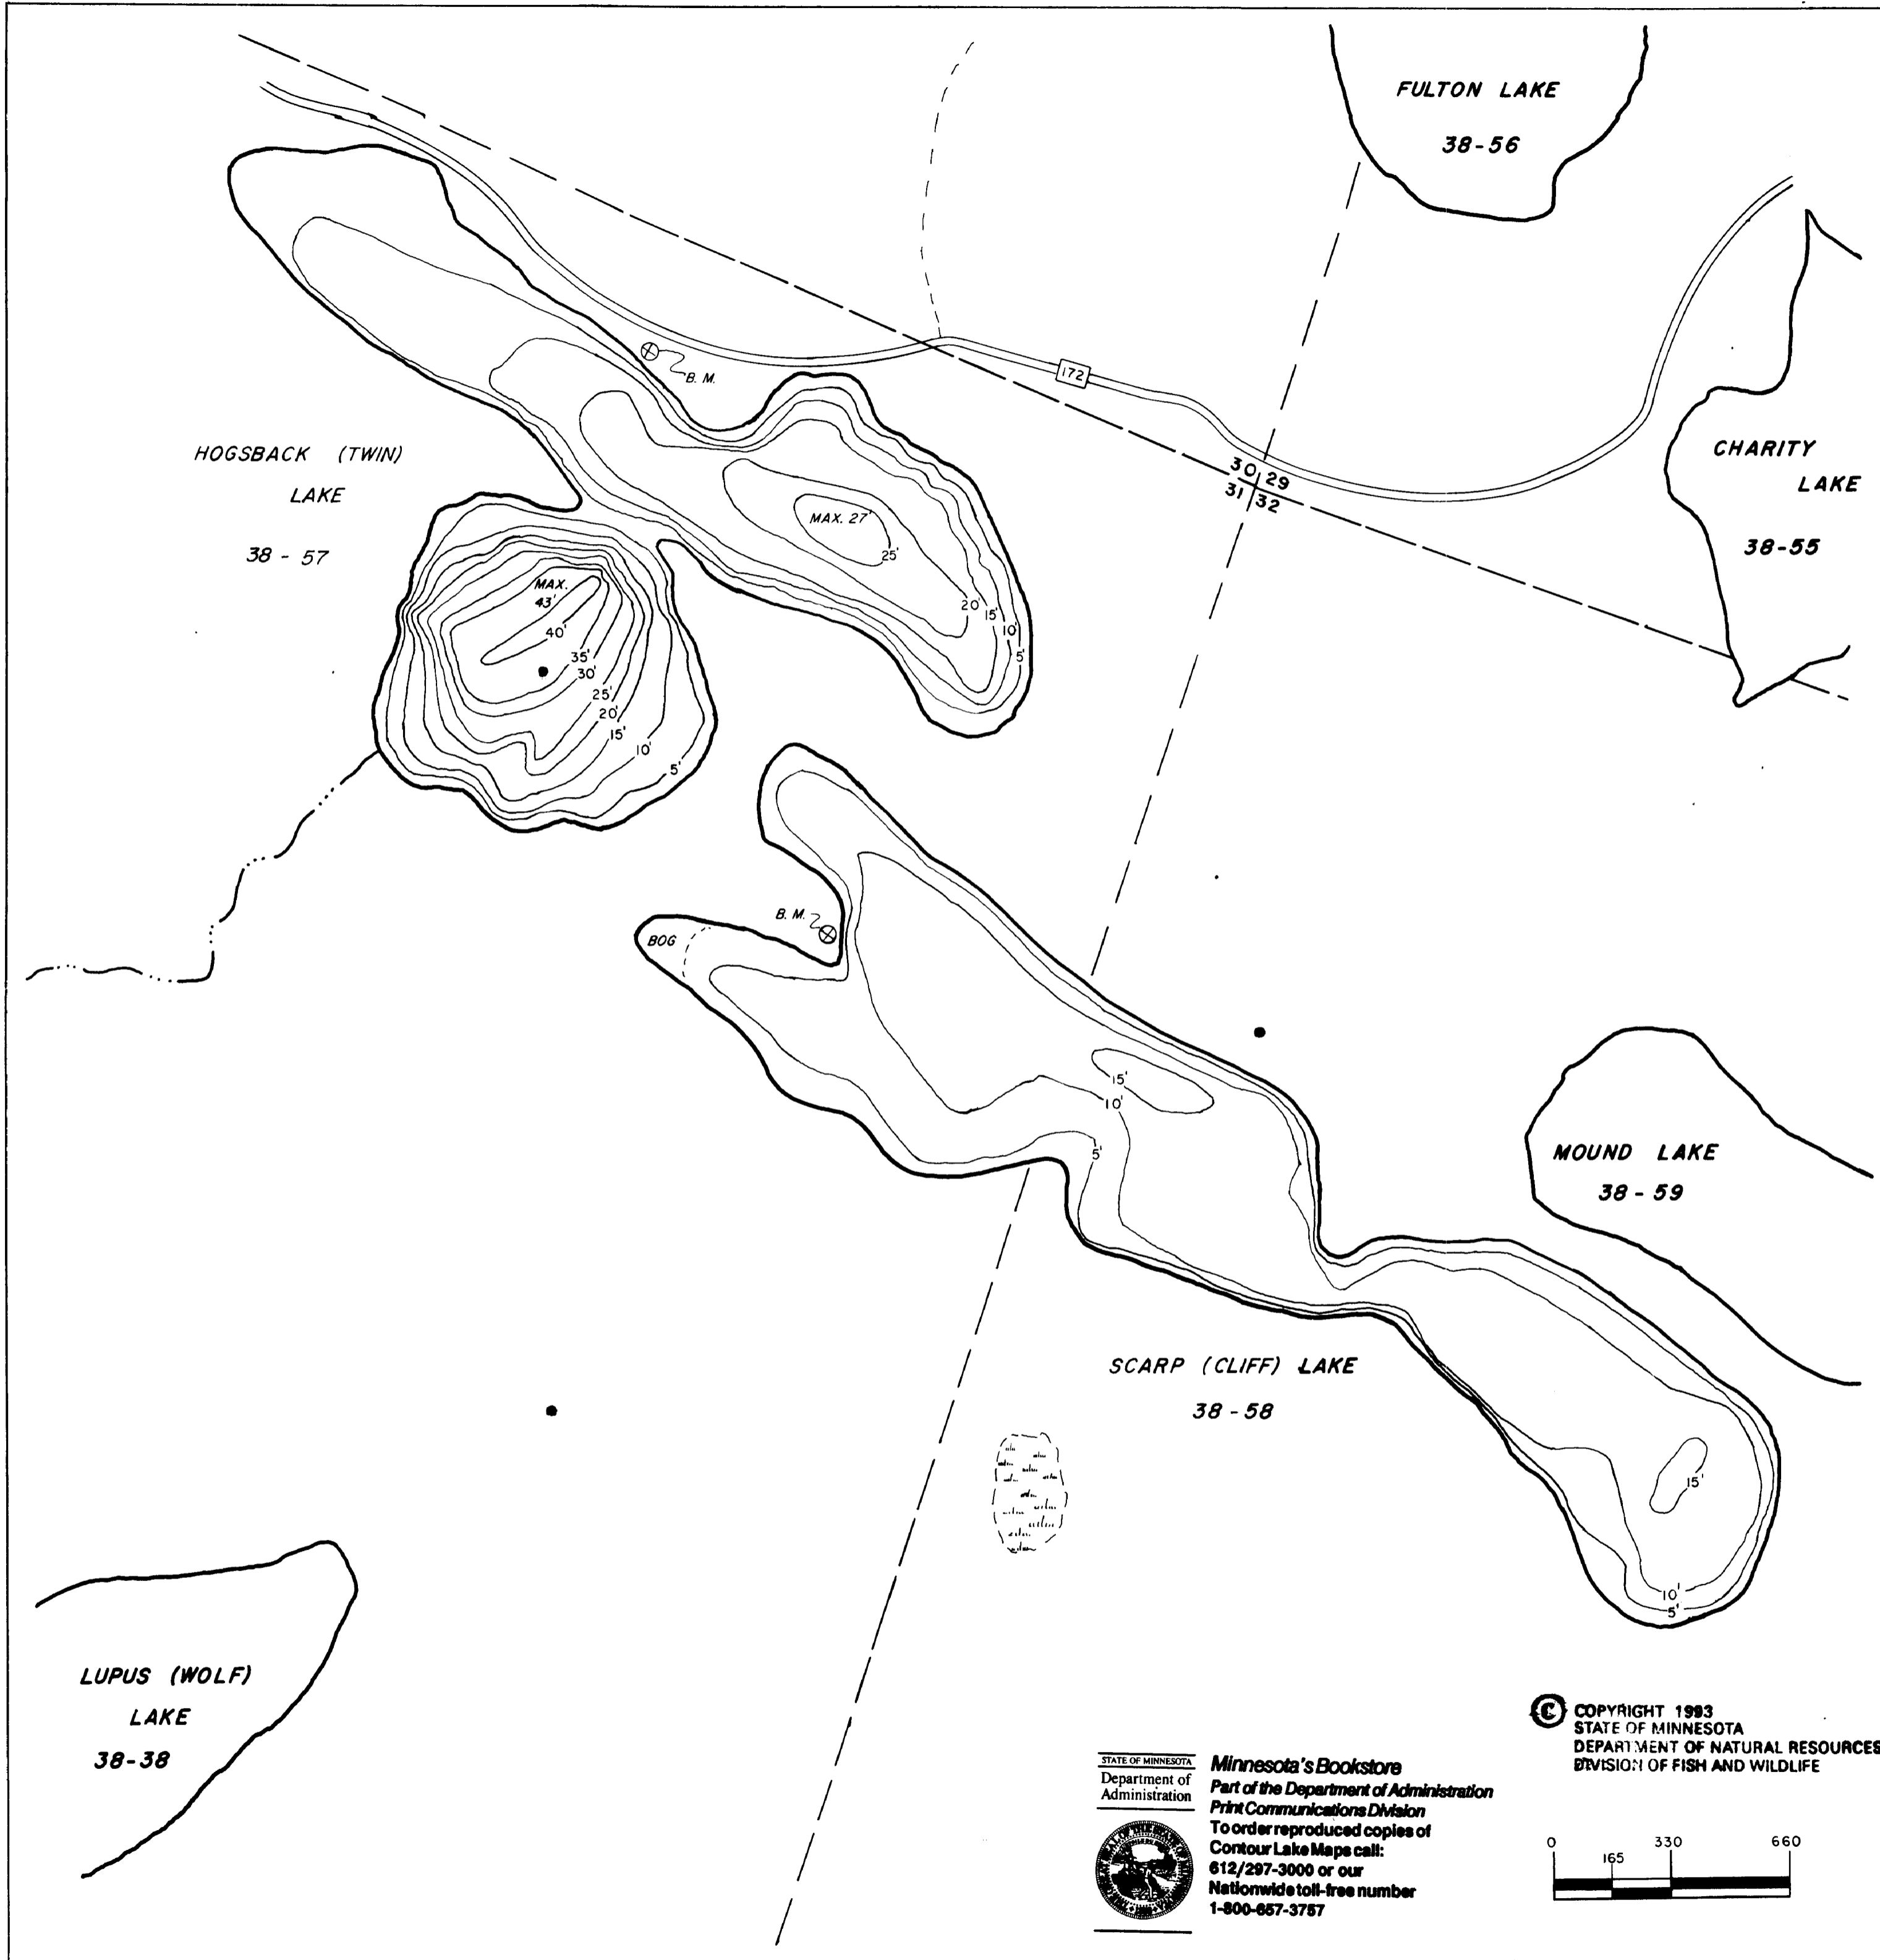 FULTON LAKE
38-56
172
B. M.
HOGSBACK (TWIN)
LAKE
38 - 57
CHARITY
LAKE
38-55
30 29
31 32
MAX. 27'
25'
20'
15'
10'
5'
MAX.
43'
40'
35'
30'
25'
20'
15'
10'
5'
B. M.
BOG
15'
10'
5'
MOUND LAKE
38 - 59
SCARP (CLIFF) LAKE
38 - 58
15'
10'
5'
LUPUS (WOLF)
LAKE
38-38
© COPYRIGHT 1993
STATE OF MINNESOTA
DEPARTMENT OF NATURAL RESOURCES
DIVISION OF FISH AND WILDLIFE
STATE OF MINNESOTA
Department of
Administration
Minnesota's Bookstore
Part of the Department of Administration
Print Communications Division
To order reproduced copies of
Contour Lake Maps call:
612/297-3000 or our
Nationwide toll-free number
1-800-657-3757
0 165 330 660